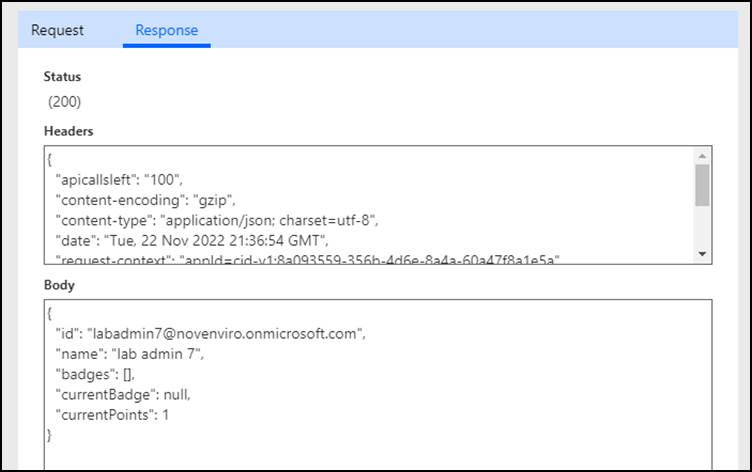 Request Response
Status
(200)
Headers
{
"apicallsleft": "100",
"content-encoding": "gzip",
"content-type": "application/json; charset=utf-8",
"date": "Tue, 22 Nov 2022 21:36:54 GMT",
"request-context": "appId=cid-v1:8a093559-356b-4d6e-8a4a-60a47f8a1e5a"
Body
{
"id": "labadmin7@novenviro.onmicrosoft.com",
"name": "lab admin 7",
"badges": [],
"currentBadge": null,
"currentPoints": 1
}